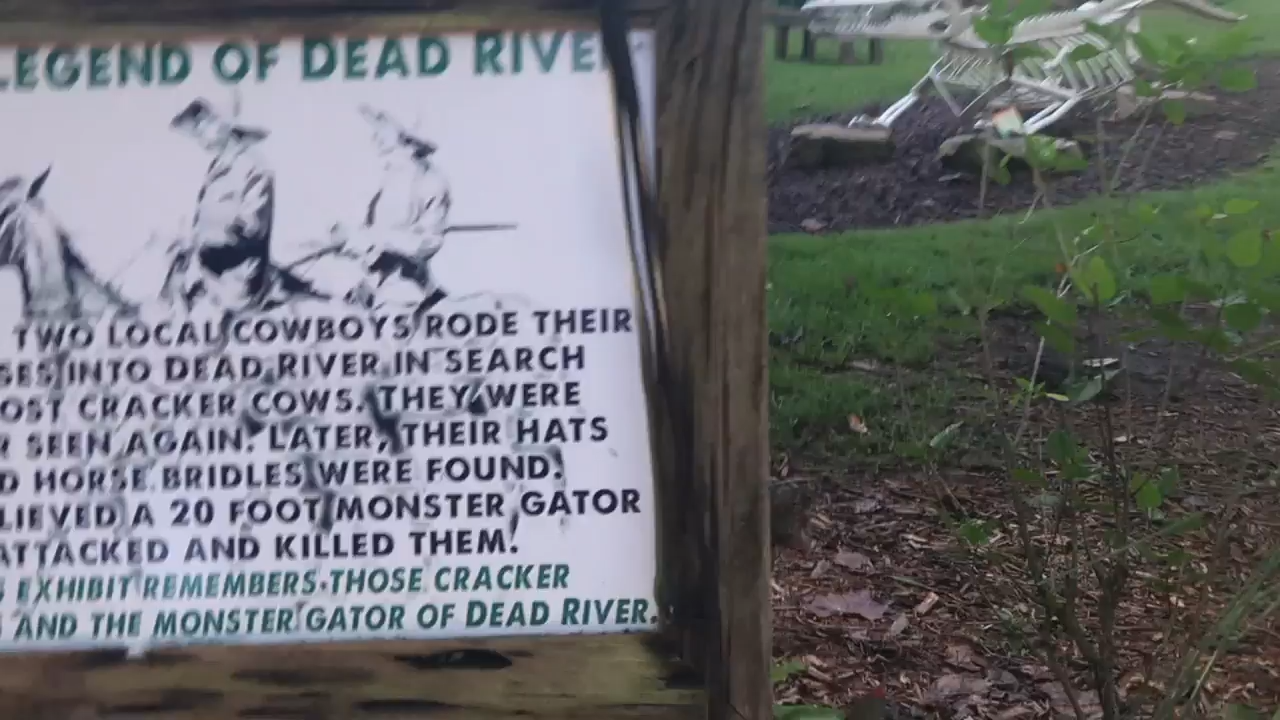 LEGEND OF DEAD RIVE
TWO LOCAL COWBOYS RODE THEIR
SES INTO DEAD RIVER IN SEARCH
OST CRACKER COWS. THEY WERE
R SEEN AGAIN. LATER, THEIR HATS
D HORSE BRIDLES WERE FOUND.
LIEVED A 20 FOOT MONSTER GATOR
ATTACKED AND KILLED THEM.
S EXHIBIT REMEMBERS THOSE CRACKER
S AND THE MONSTER GATOR OF DEAD RIVER.